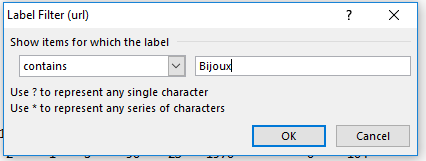 Label Filter (url)
?
Show items for which the label
contains
Bijoux
Use ? to represent any single character
Use * to represent any series of characters
OK
Cancel